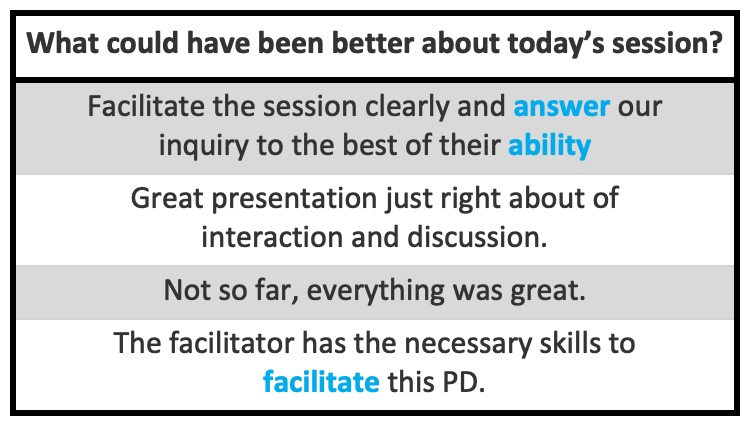 What could have been better about today’s session?
Facilitate the session clearly and answer our
inquiry to the best of their ability
Great presentation just right about of
interaction and discussion.
Not so far, everything was great.
The facilitator has the necessary skills to
facilitate this PD.